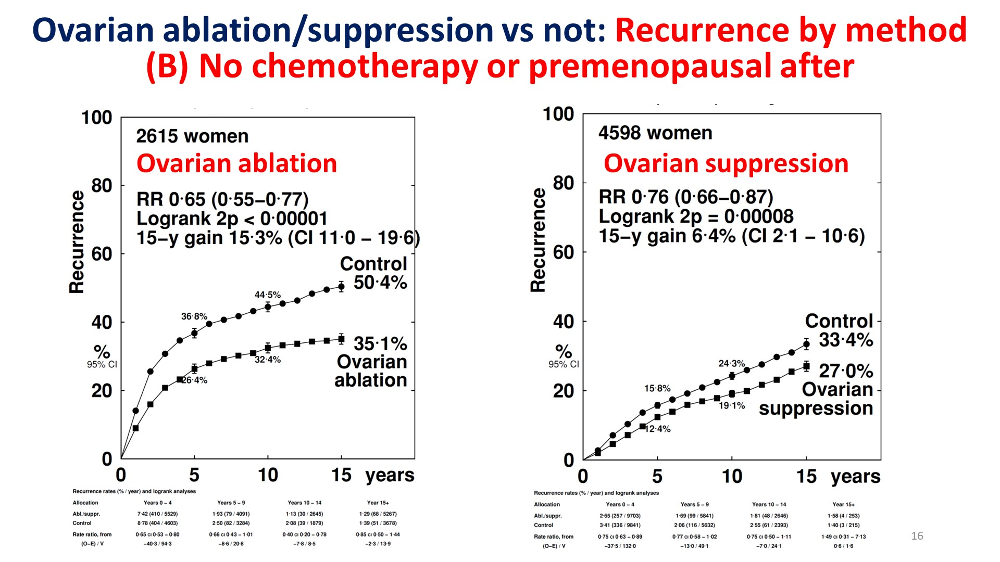 Ovarian ablation/suppression vs not: Recurrence by method
(B) No chemotherapy or premenopausal after
100
80
60
40
20
0
Recurrence
%
95% CI
2615 women
Ovarian ablation
RR 0·65 (0·55–0·77)
Logrank 2p < 0·00001
15–y gain 15·3% (CI 11·0 – 19·6)
Control
50·4%
44·5%
36·8%
35·1%
Ovarian
ablation
32·4%
26·4%
0 5 10 15 years
Recurrence rates (% / year) and logrank analyses
Allocation Years 0 – 4 Years 5 – 9 Years 10 – 14 Year 15+
Abl./suppr. 7·42 (410 / 5529) 1·93 (79 / 4091) 1·13 (30 / 2645) 1·29 (68 / 5267)
Control 8·78 (404 / 4603) 2·50 (82 / 3284) 2·08 (39 / 1879) 1·39 (51 / 3678)
Rate ratio, from 0·65 CI 0·53 – 0·80 0·66 CI 0·43 – 1·01 0·40 CI 0·20 – 0·78 0·85 CI 0·50 – 1·44
(O–E) / V –40·3 / 94·3 –8·6 / 20·8 –7·8 / 8·5 –2·3 / 13·9
100
80
60
40
20
0
Recurrence
%
95% CI
4598 women
Ovarian suppression
RR 0·76 (0·66–0·87)
Logrank 2p = 0·00008
15–y gain 6·4% (CI 2·1 – 10·6)
Control
33·4%
24·3%
15·8%
27·0%
Ovarian
suppression
19·1%
12·4%
0 5 10 15 years
Recurrence rates (% / year) and logrank analyses
Allocation Years 0 – 4 Years 5 – 9 Years 10 – 14 Year 15+
Abl./suppr. 2·65 (257 / 9703) 1·69 (99 / 5841) 1·81 (48 / 2646) 1·58 (4 / 253)
Control 3·41 (336 / 9841) 2·06 (116 / 5632) 2·55 (61 / 2393) 1·40 (3 / 215)
Rate ratio, from 0·75 CI 0·63 – 0·89 0·77 CI 0·58 – 1·02 0·75 CI 0·50 – 1·11 1·49 CI 0·31 – 7·13
(O–E) / V –37·5 / 132·0 –13·0 / 49·1 –7·0 / 24·1 0·6 / 1·6
16